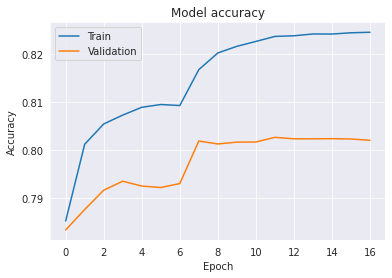 Model accuracy
Train
Validation
0.82
0.81
0.80
0.79
Accuracy
0 2 4 6 8 10 12 14 16
Epoch